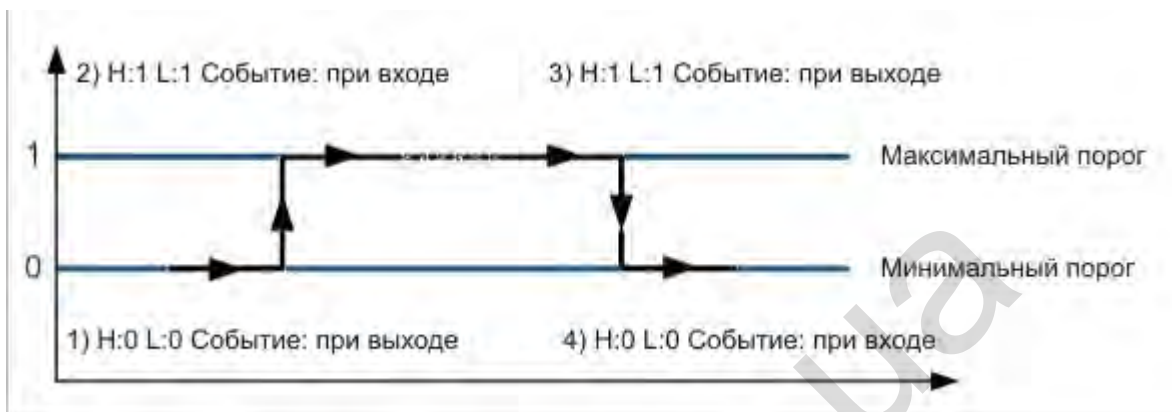 2) H:1 L:1 Событие: при входе
3) H:1 L:1 Событие: при выходе
1
Максимальный порог
0
Минимальный порог
1) H:0 L:0 Событие: при выходе
4) H:0 L:0 Событие: при входе
ua